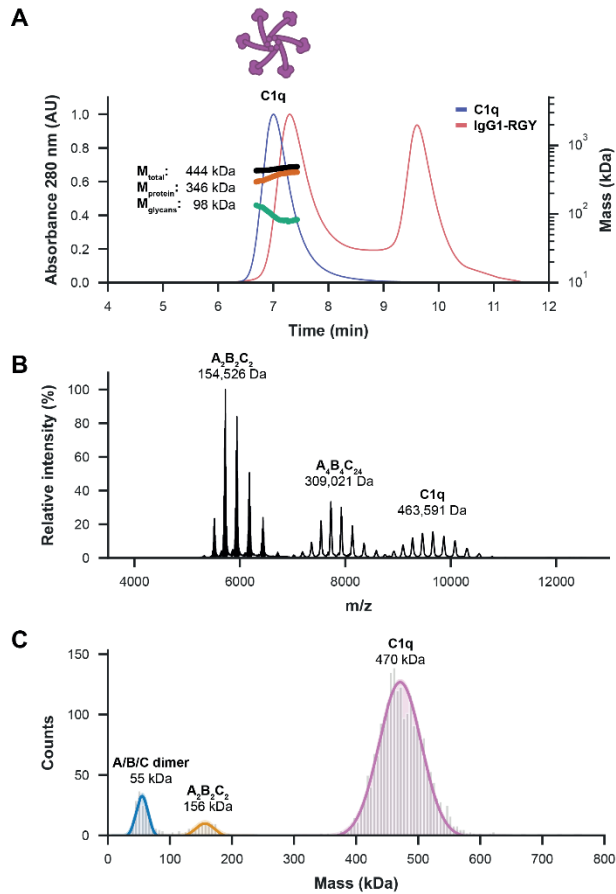 A
C1q
C1q
IgG1-RGY
Absorbance 280 nm (AU)
1.0
0.8
0.6
0.4
0.2
0.0
Mtotal: 444 kDa
Mprotein: 346 kDa
Mglycans: 98 kDa
10³
10²
10¹
Mass (kDa)
4 5 6 7 8 9 10 11 12
Time (min)
B
Relative intensity (%)
100
80
60
40
20
0
A₂B₂C₂
154,526 Da
A₄B₄C₂₄
309,021 Da
C1q
463,591 Da
4000 6000 8000 10000 12000
m/z
C
Counts
150
100
50
0
C1q
470 kDa
A/B/C dimer
55 kDa
A₂B₂C₂
156 kDa
0 100 200 300 400 500 600 700 800
Mass (kDa)